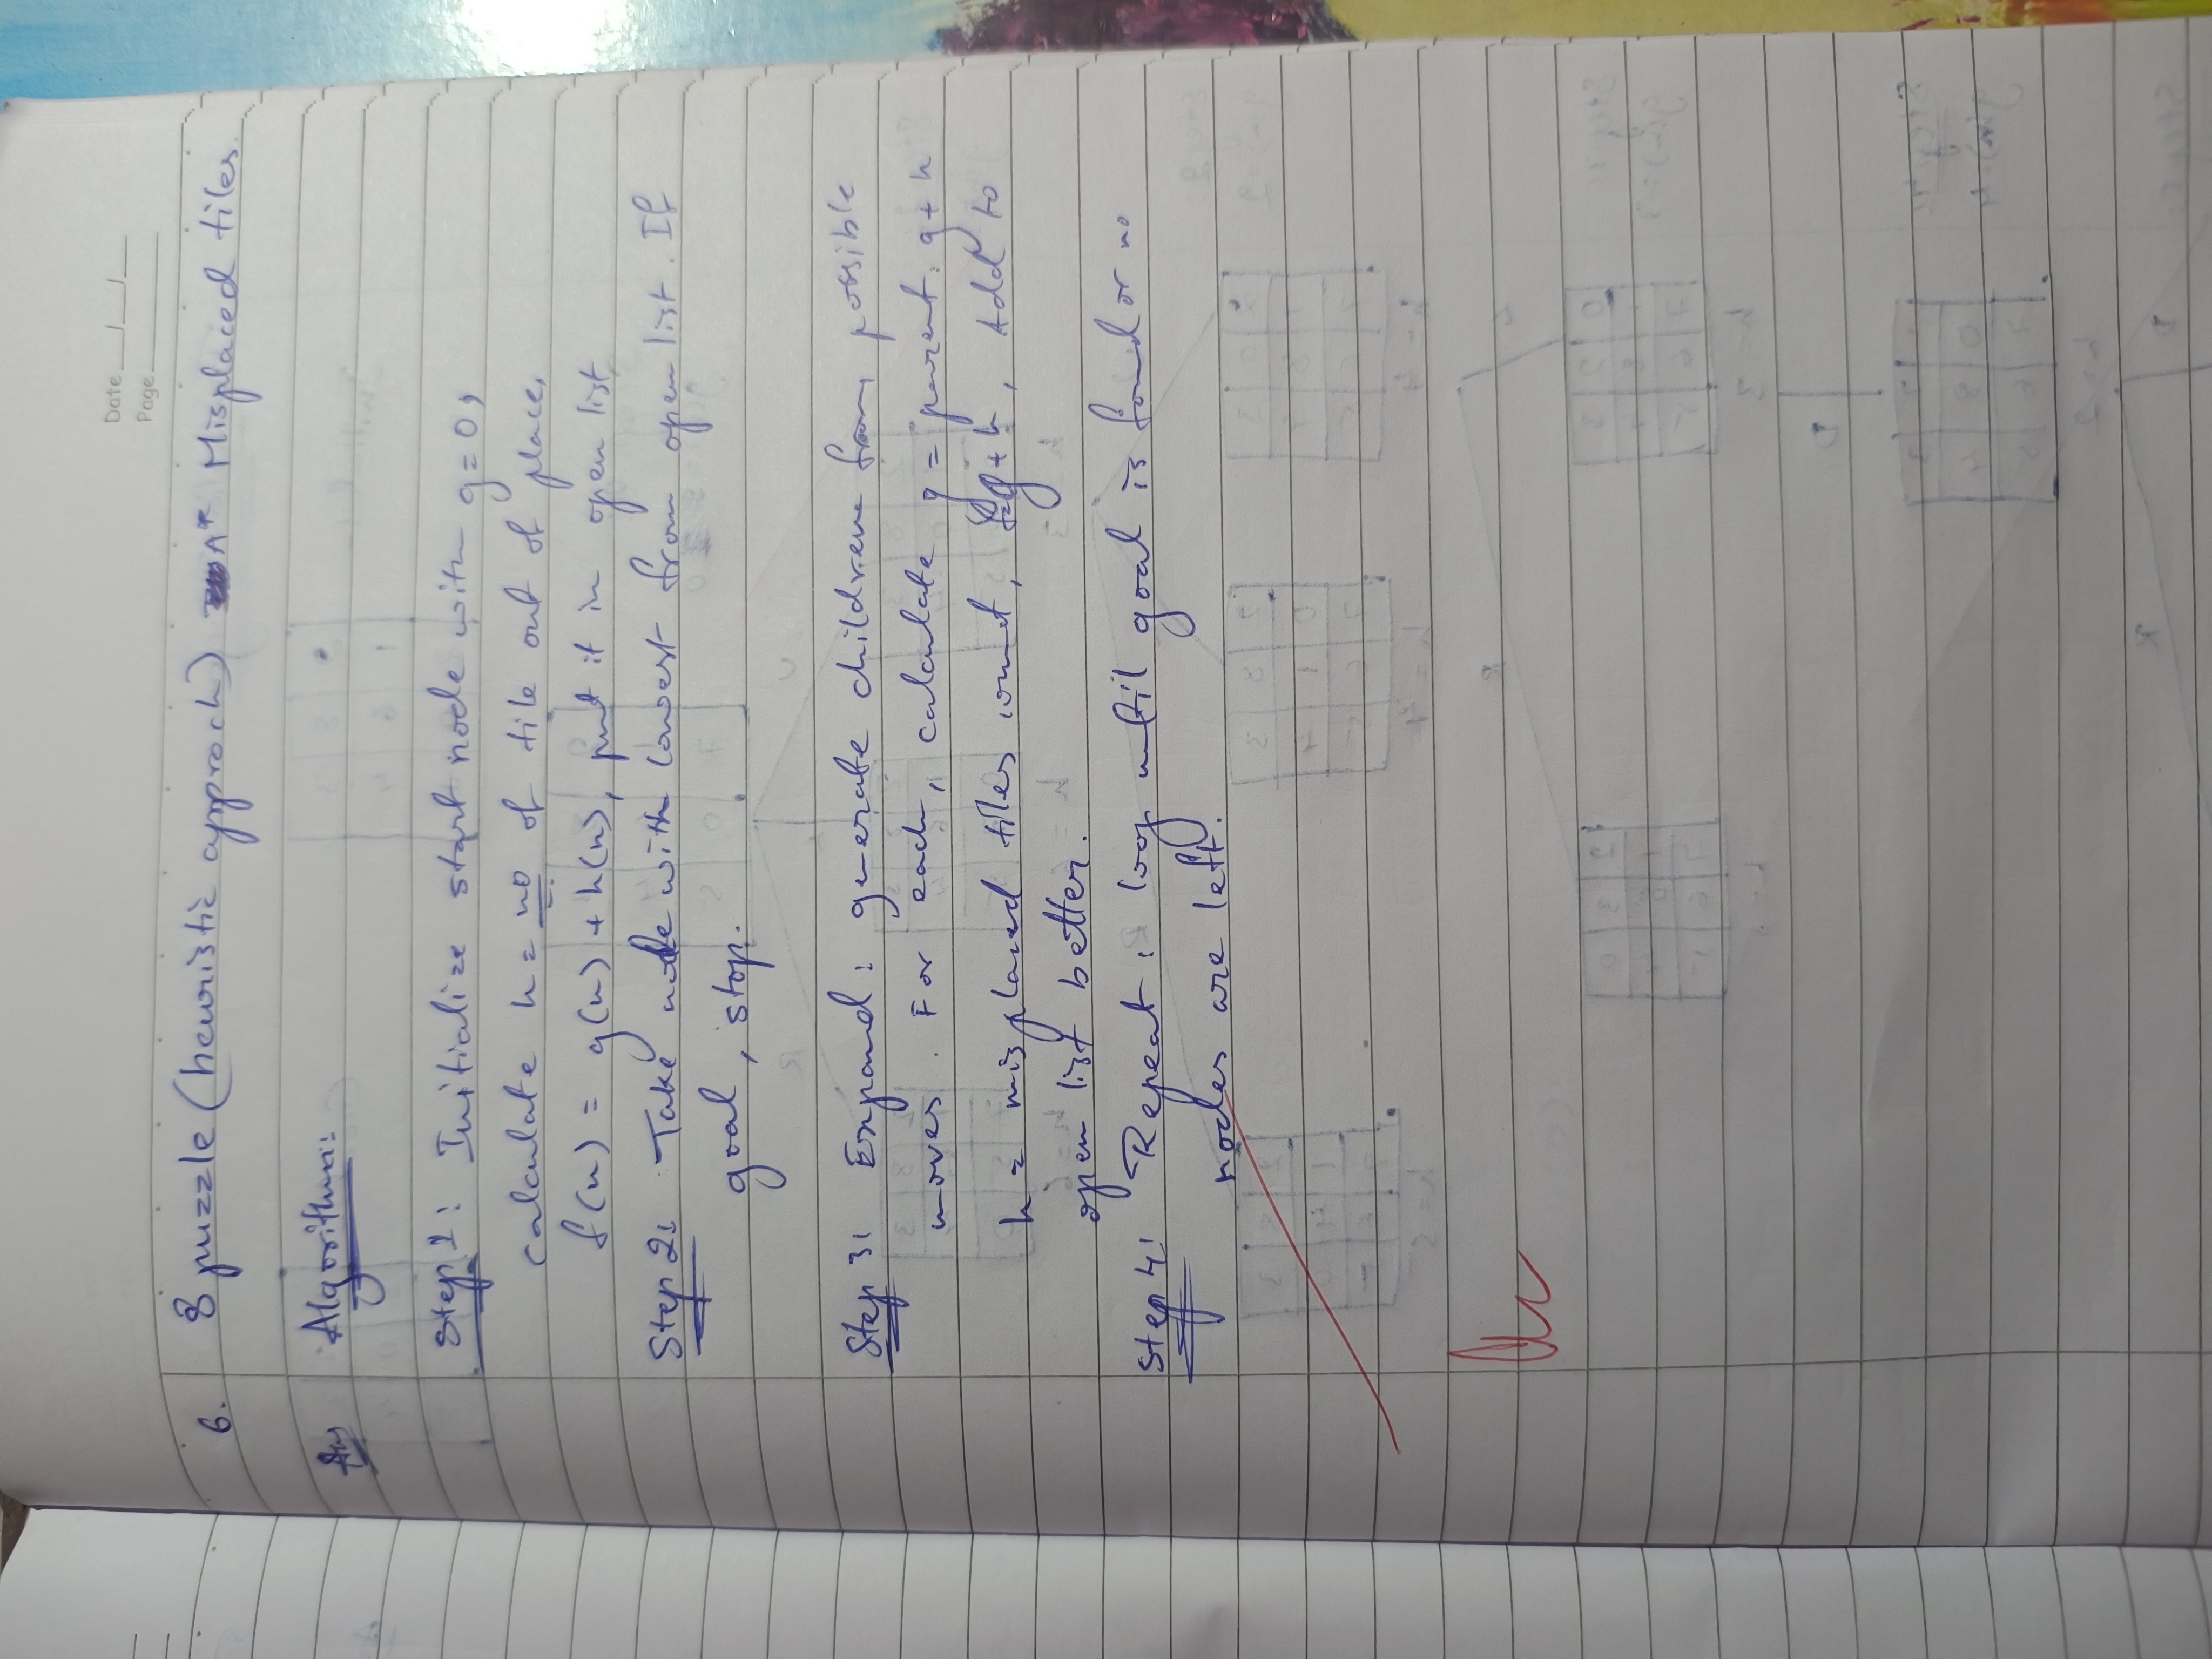 Date __/__/__
Page
6. 8 puzzle (heuristic approch) A* Misplaced tiles.
Ans Algorithm:
Step 1: Initialize start node with g=0,
calculate h = no of tile out of place,
f(n) = g(n) + h(n), put it in open list
Step 2: Take node with lowest from open list. If
goal, stop.
Step 3: Expand: generate children from possible
moves. For each, calculate g = parent. g + h
h = misplaced tiles count, f=g+h, Add to
open list better.
Step 4: Repeat: loop until goal is found or no
nodes are left.